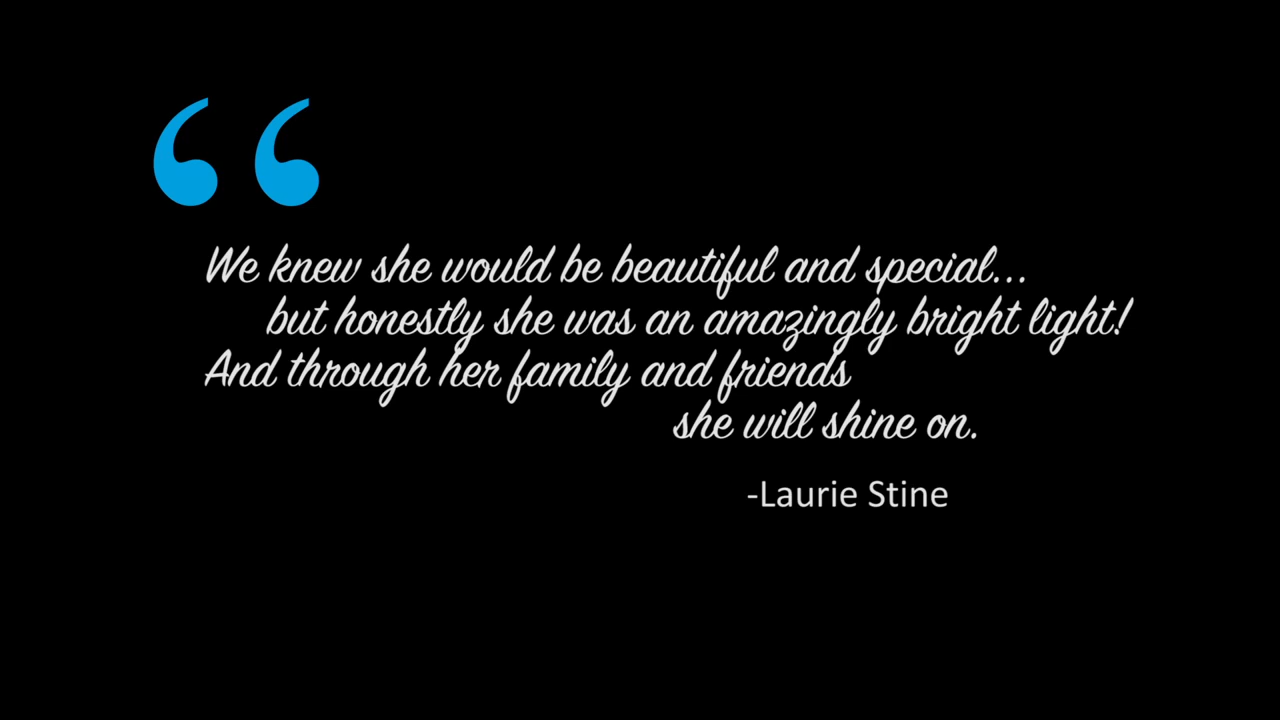 “
We knew she would be beautiful and special...
but honestly she was an amazingly bright light!
And through her family and friends
she will shine on.
-Laurie Stine